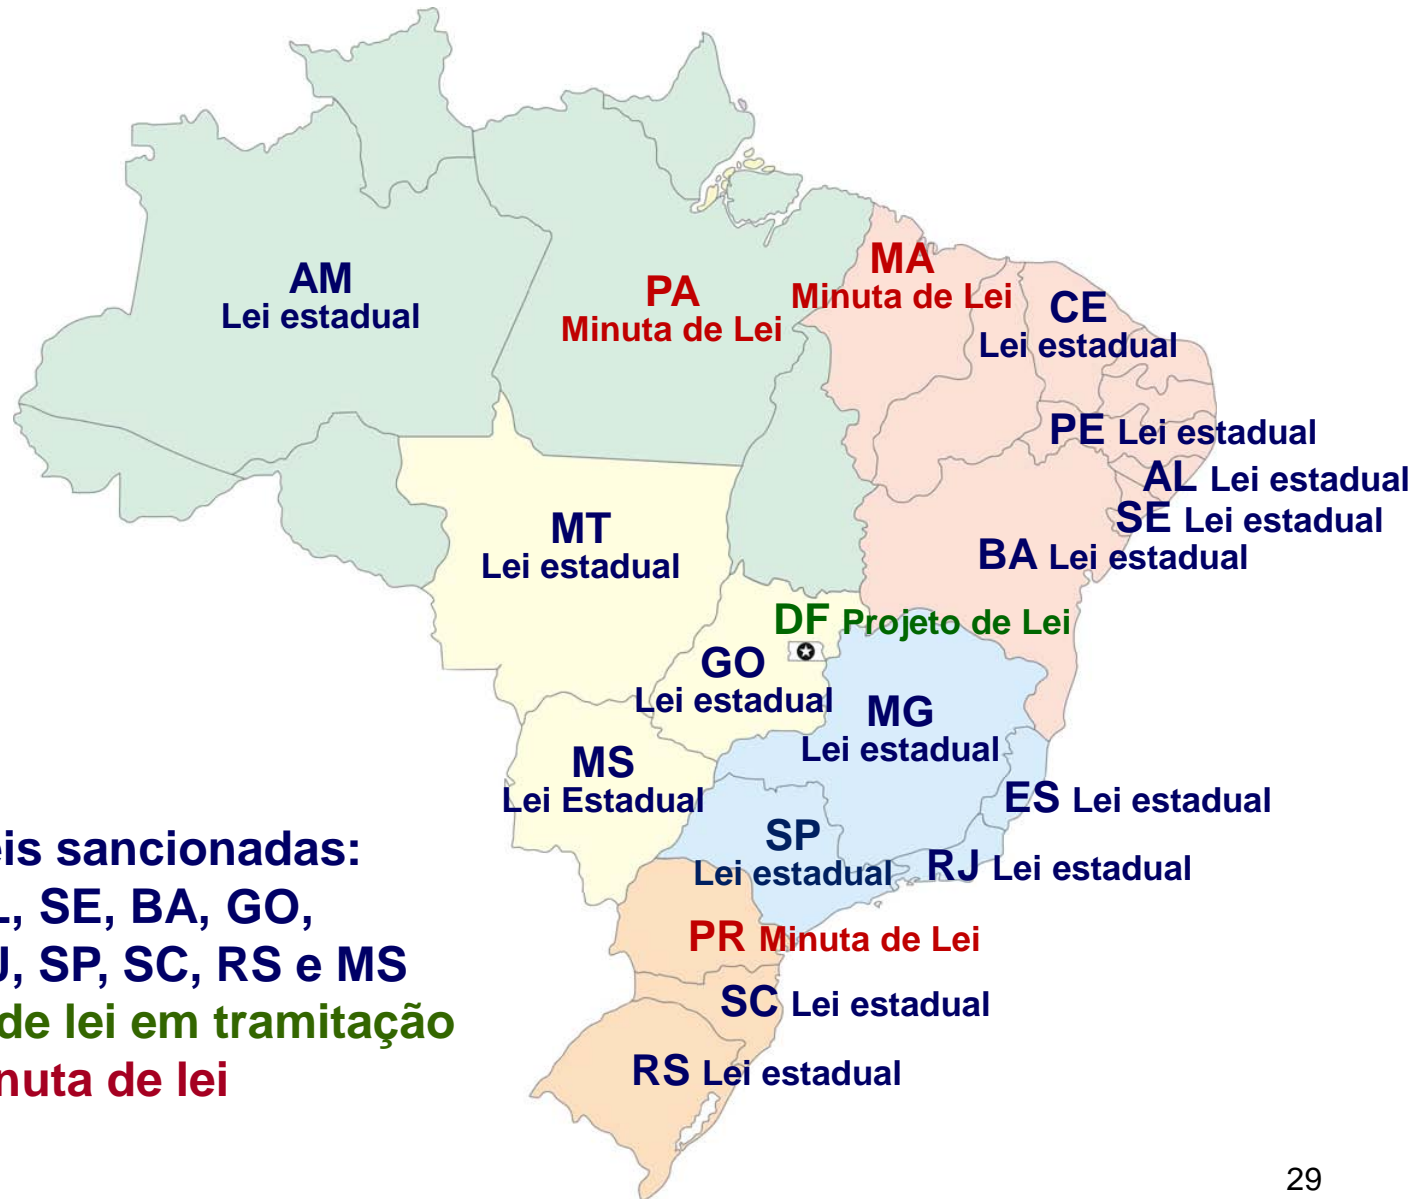 AM
Lei estadual
PA
Minuta de Lei
MA
Minuta de Lei
CE
Lei estadual
PE Lei estadual
AL Lei estadual
SE Lei estadual
BA Lei estadual
MT
Lei estadual
DF Projeto de Lei
GO
Lei estadual
MG
Lei estadual
MS
Lei Estadual
ES Lei estadual
SP
Lei estadual
RJ Lei estadual
PR Minuta de Lei
SC Lei estadual
RS Lei estadual
sancionadas:
SE, BA, GO,
SP, SC, RS e MS
de lei em tramitação
de lei
29